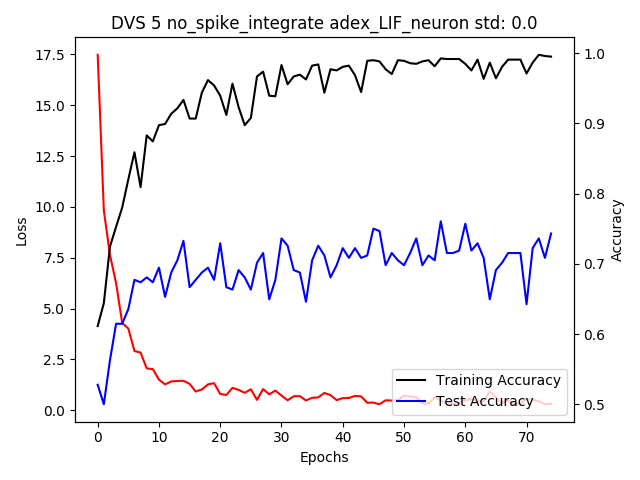 DVS 5 no_spike_integrate adex_LIF_neuron std: 0.0
17.5
15.0
12.5
10.0
7.5
5.0
2.5
0.0
Loss
1.0
0.9
0.8
0.7
0.6
0.5
Accuracy
Training Accuracy
Test Accuracy
0 10 20 30 40 50 60 70
Epochs